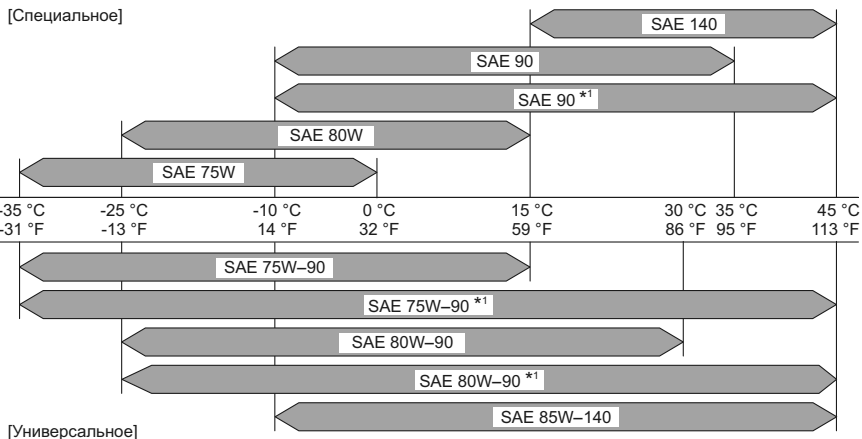 [Специальное]
SAE 140
SAE 90
SAE 90 *1
SAE 80W
SAE 75W
-35 °C -25 °C -10 °C 0 °C 15 °C 30 °C 35 °C 45 °C
-31 °F -13 °F 14 °F 32 °F 59 °F 86 °F 95 °F 113 °F
SAE 75W–90
SAE 75W–90 *1
SAE 80W–90
SAE 80W–90 *1
SAE 85W–140
[Универсальное]